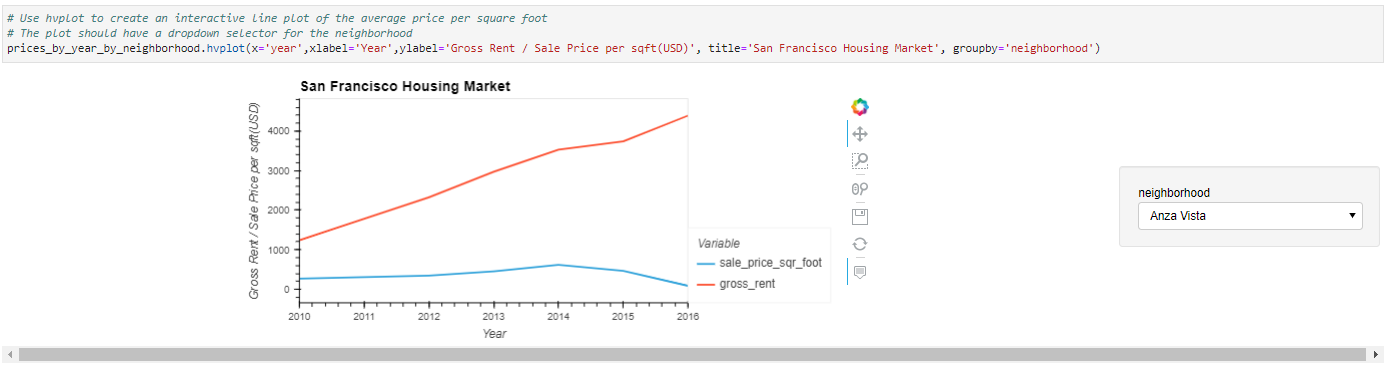 # Use hvplot to create an interactive line plot of the average price per square foot
# The plot should have a dropdown selector for the neighborhood
prices_by_year_by_neighborhood.hvplot(x='year',xlabel='Year',ylabel='Gross Rent / Sale Price per sqft(USD)', title='San Francisco Housing Market', groupby='neighborhood')
San Francisco Housing Market
Gross Rent / Sale Price per sqft(USD)
4000
3000
2000
1000
0
2010 2011 2012 2013 2014 2015 2016
Year
Variable
sale_price_sqr_foot
gross_rent
neighborhood
Anza Vista